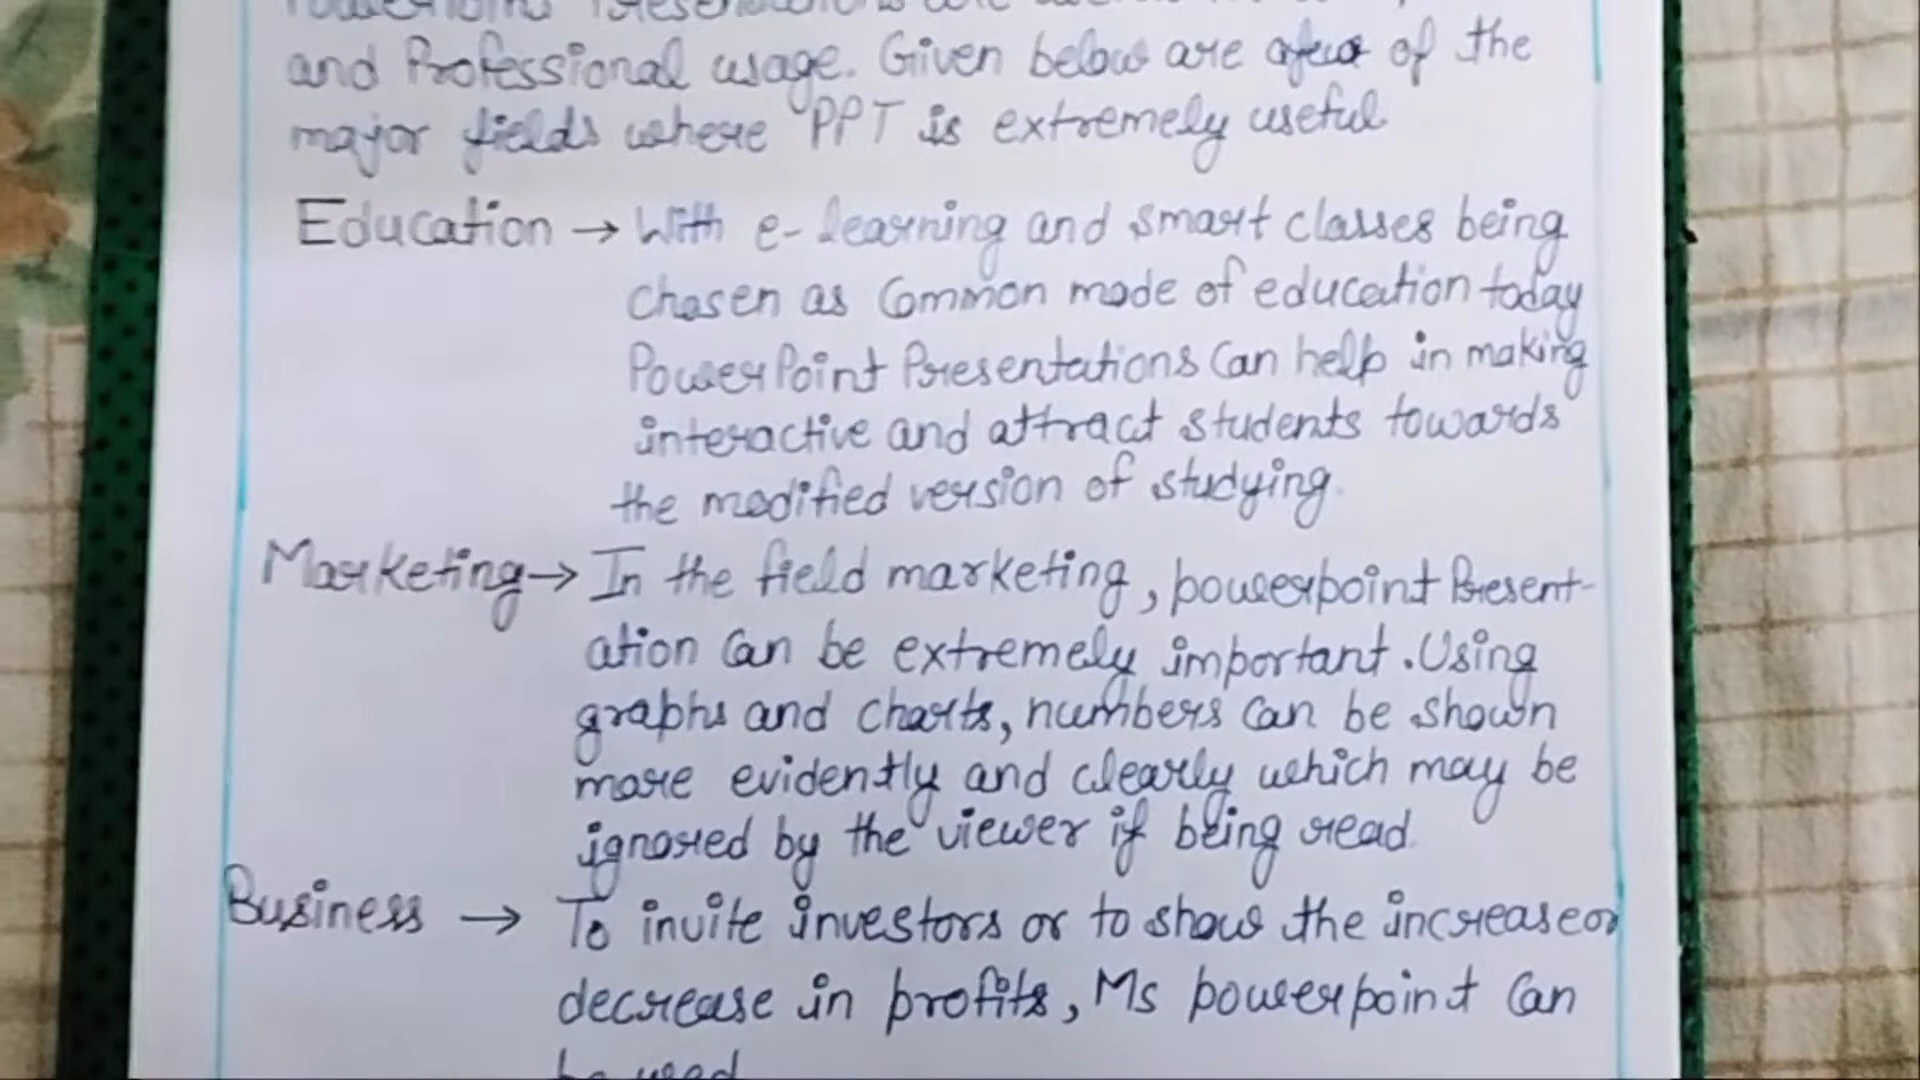 PowerPoint Presentations are
and Professional usage. Given below are a few of the
major fields where PPT is extremely useful
Education → With e-learning and smart classes being
chosen as Common mode of education today
PowerPoint Presentations Can help in making
interactive and attract students towards
the modified version of studying.
Marketing → In the field marketing, powerpoint Present-
ation Can be extremely important. Using
graphs and charts, numbers Can be shown
more evidently and clearly which may be
ignored by the viewer if being read
Business → To invite investors or to show the increase or
decrease in profits, Ms powerpoint Can
be used